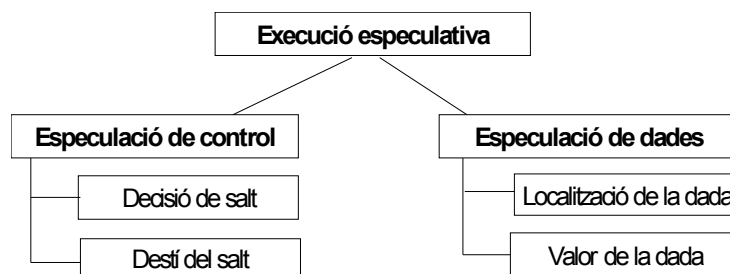 Execució especulativa
Especulació de control
Especulació de dades
Decisió de salt
Localització de la dada
Destí del salt
Valor de la dada